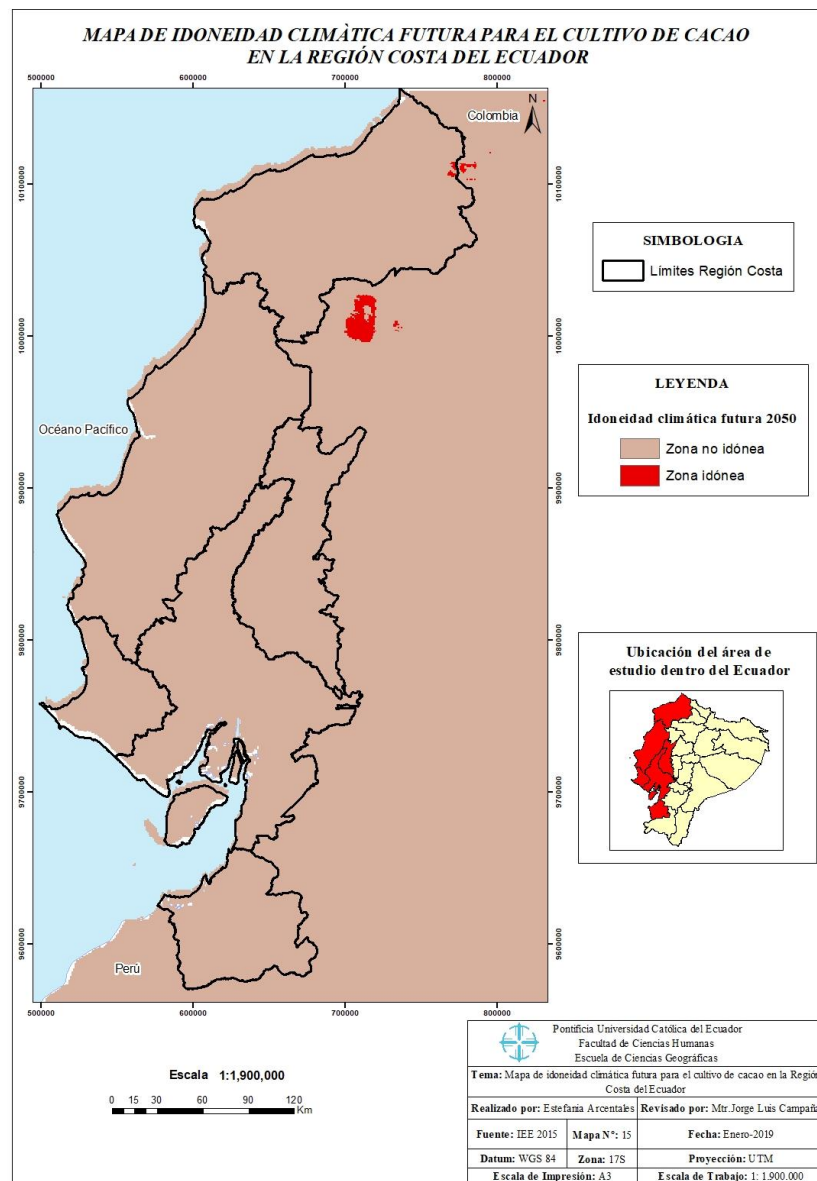 MAPA DE IDONEIDAD CLIMÀTICA FUTURA PARA EL CULTIVO DE CACAO
EN LA REGIÓN COSTA DEL ECUADOR
500000 600000 700000 800000
N
Colombia
10100000
10100000
SIMBOLOGIA
Límites Región Costa
10000000
10000000
LEYENDA
Idoneidad climática futura 2050
Océano Pacífico
Zona no idónea
Zona idónea
9900000
9900000
9800000
9800000
Ubicación del área de
estudio dentro del Ecuador
9700000
9700000
9600000
9600000
Perú
500000 600000 700000 800000
Escala 1:1,900,000
0 15 30 60 90 120
Km
Pontificia Universidad Católica del Ecuador
Facultad de Ciencias Humanas
Escuela de Ciencias Geográficas
Tema: Mapa de idoneidad climática futura para el cultivo de cacao en la Región
Costa del Ecuador
Realizado por: Estefania Arcentales Revisado por: Mtr.Jorge Luis Campaña
Fuente: IEE 2015 Mapa N°: 15 Fecha: Enero-2019
Datum: WGS 84 Zona: 17S Proyección: UTM
Escala de Impresión: A3 Escala de Trabajo: 1: 1.900.000